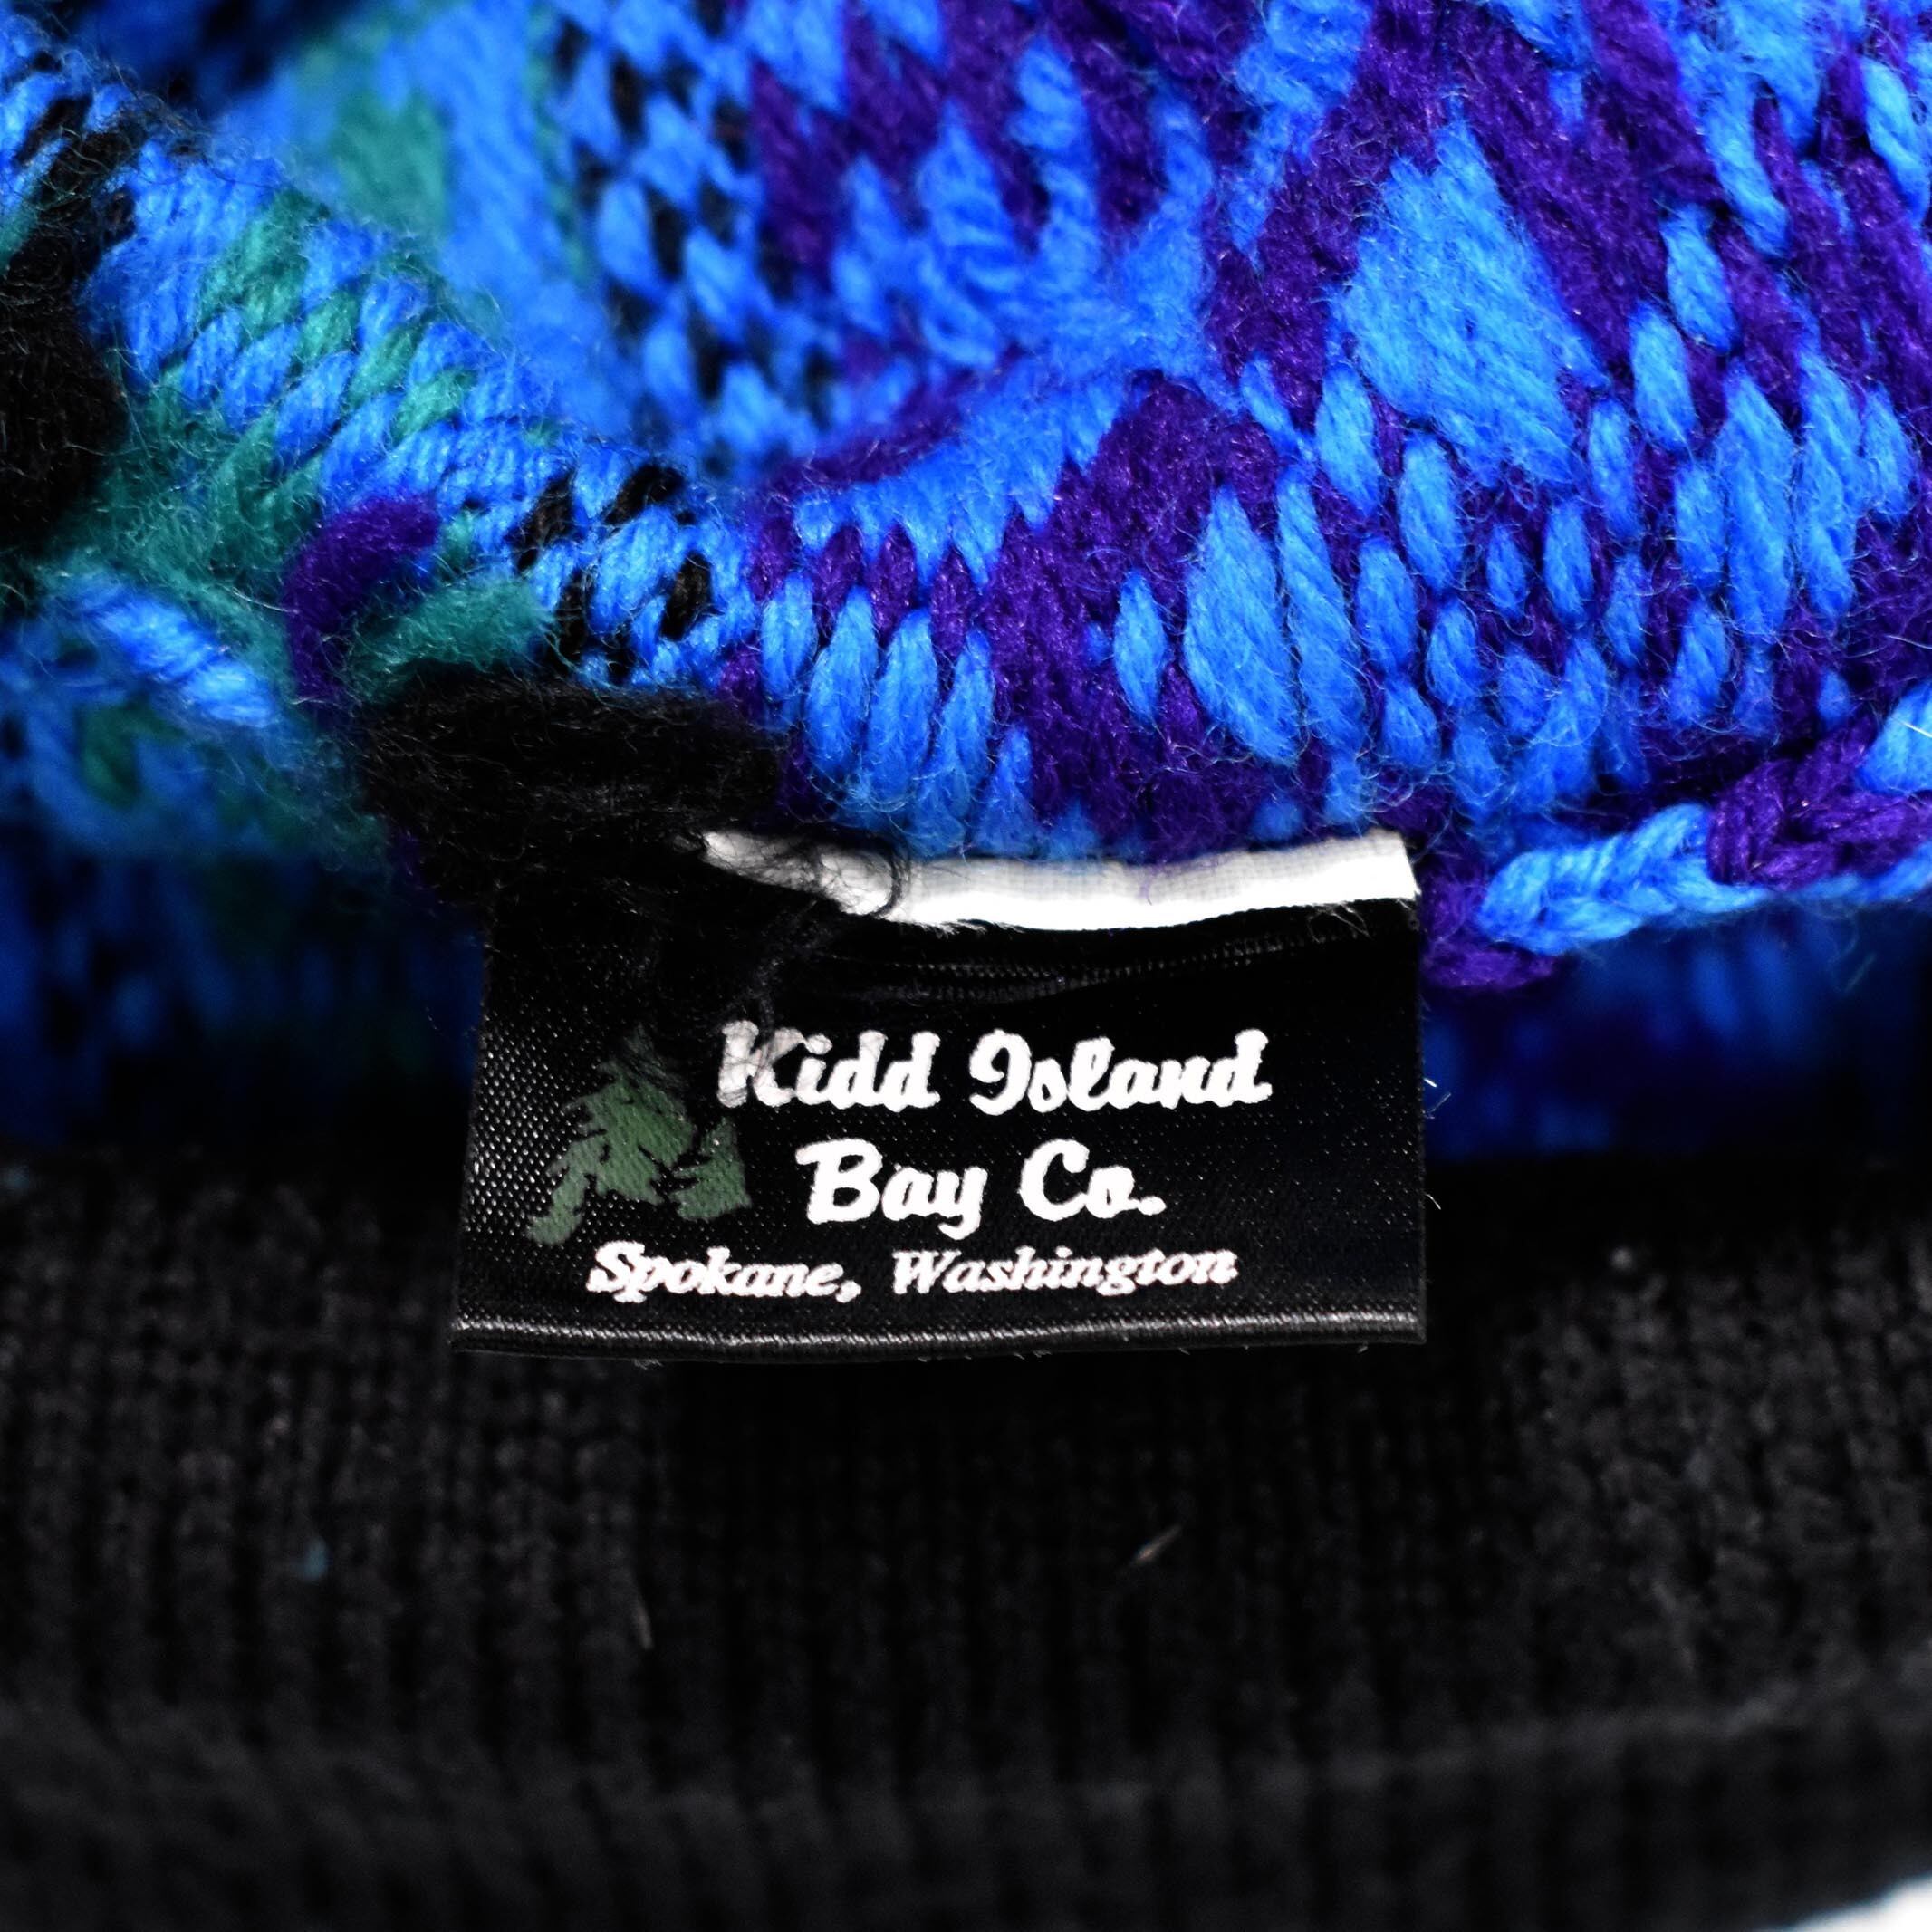 Kidd Island
Bay Co.
Spokane, Washington